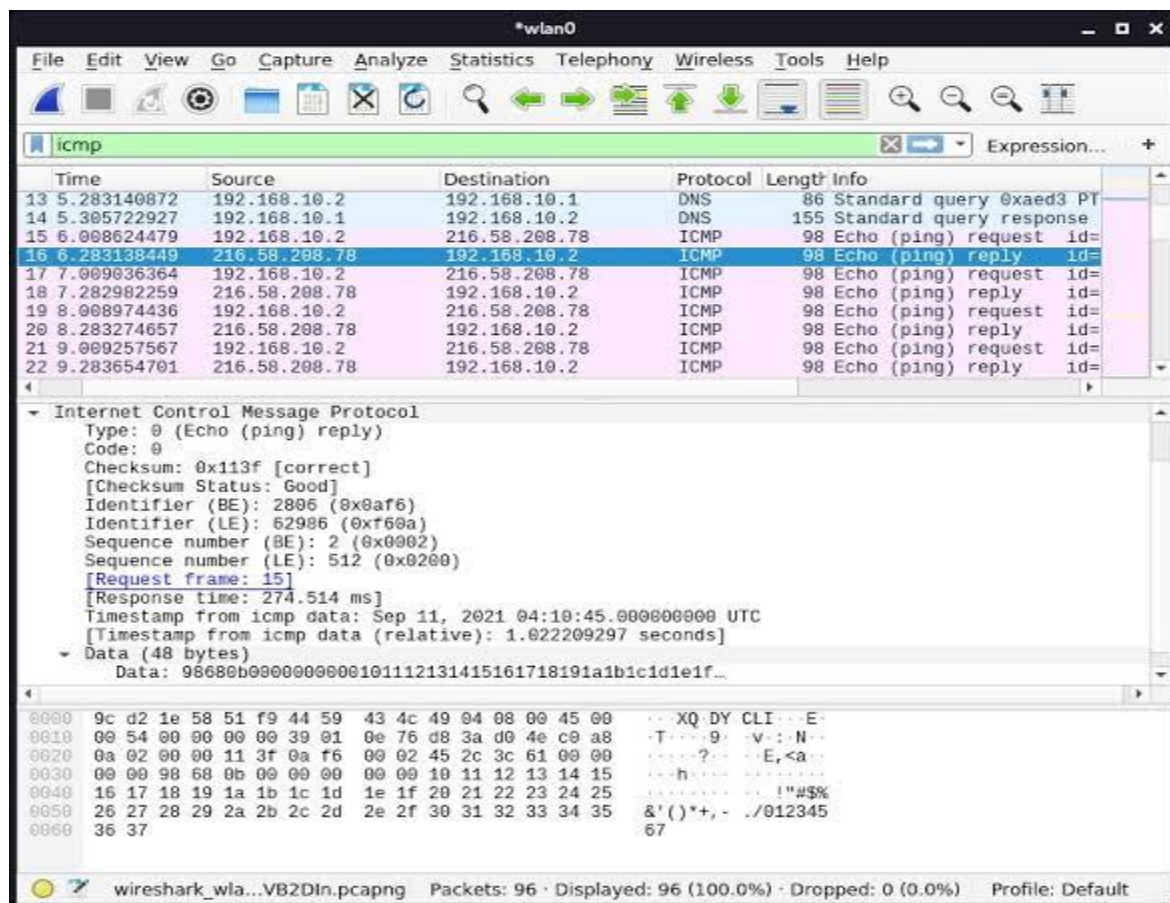 *wlan0
File Edit View Go Capture Analyze Statistics Telephony Wireless Tools Help
icmp Expression... +
Time Source Destination Protocol Length Info
13 5.283140872 192.168.10.2 192.168.10.1 DNS 86 Standard query 0xaed3 PT
14 5.305722927 192.168.10.1 192.168.10.2 DNS 155 Standard query response
15 6.008624479 192.168.10.2 216.58.208.78 ICMP 98 Echo (ping) request id=
16 6.283138449 216.58.208.78 192.168.10.2 ICMP 98 Echo (ping) reply id=
17 7.009036364 192.168.10.2 216.58.208.78 ICMP 98 Echo (ping) request id=
18 7.282982259 216.58.208.78 192.168.10.2 ICMP 98 Echo (ping) reply id=
19 8.008974436 192.168.10.2 216.58.208.78 ICMP 98 Echo (ping) request id=
20 8.283274657 216.58.208.78 192.168.10.2 ICMP 98 Echo (ping) reply id=
21 9.009257567 192.168.10.2 216.58.208.78 ICMP 98 Echo (ping) request id=
22 9.283654701 216.58.208.78 192.168.10.2 ICMP 98 Echo (ping) reply id=
Internet Control Message Protocol
Type: 0 (Echo (ping) reply)
Code: 0
Checksum: 0x113f [correct]
[Checksum Status: Good]
Identifier (BE): 2806 (0x0af6)
Identifier (LE): 62986 (0xf60a)
Sequence number (BE): 2 (0x0002)
Sequence number (LE): 512 (0x0200)
[Request frame: 15]
[Response time: 274.514 ms]
Timestamp from icmp data: Sep 11, 2021 04:10:45.000000000 UTC
[Timestamp from icmp data (relative): 1.022209297 seconds]
Data (48 bytes)
Data: 98680b0000000000101112131415161718191a1b1c1d1e1f…
0000 9c d2 1e 58 51 f9 44 59 43 4c 49 04 08 00 45 00 ···XQ·DY CLI···E·
0010 00 54 00 00 00 00 39 01 0e 76 d8 3a d0 4e c0 a8 ·T····9· ·v·:·N··
0020 0a 02 00 00 11 3f 0a f6 00 02 45 2c 3c 61 00 00 ·····?·· ··E,<a··
0030 00 00 98 68 0b 00 00 00 00 00 10 11 12 13 14 15 ···h···· ········
0040 16 17 18 19 1a 1b 1c 1d 1e 1f 20 21 22 23 24 25 ········ ·· !"#$%
0050 26 27 28 29 2a 2b 2c 2d 2e 2f 30 31 32 33 34 35 &'()*+,- ./012345
0060 36 37 67
wireshark_wla...VB2DIn.pcapng Packets: 96 · Displayed: 96 (100.0%) · Dropped: 0 (0.0%) Profile: Default